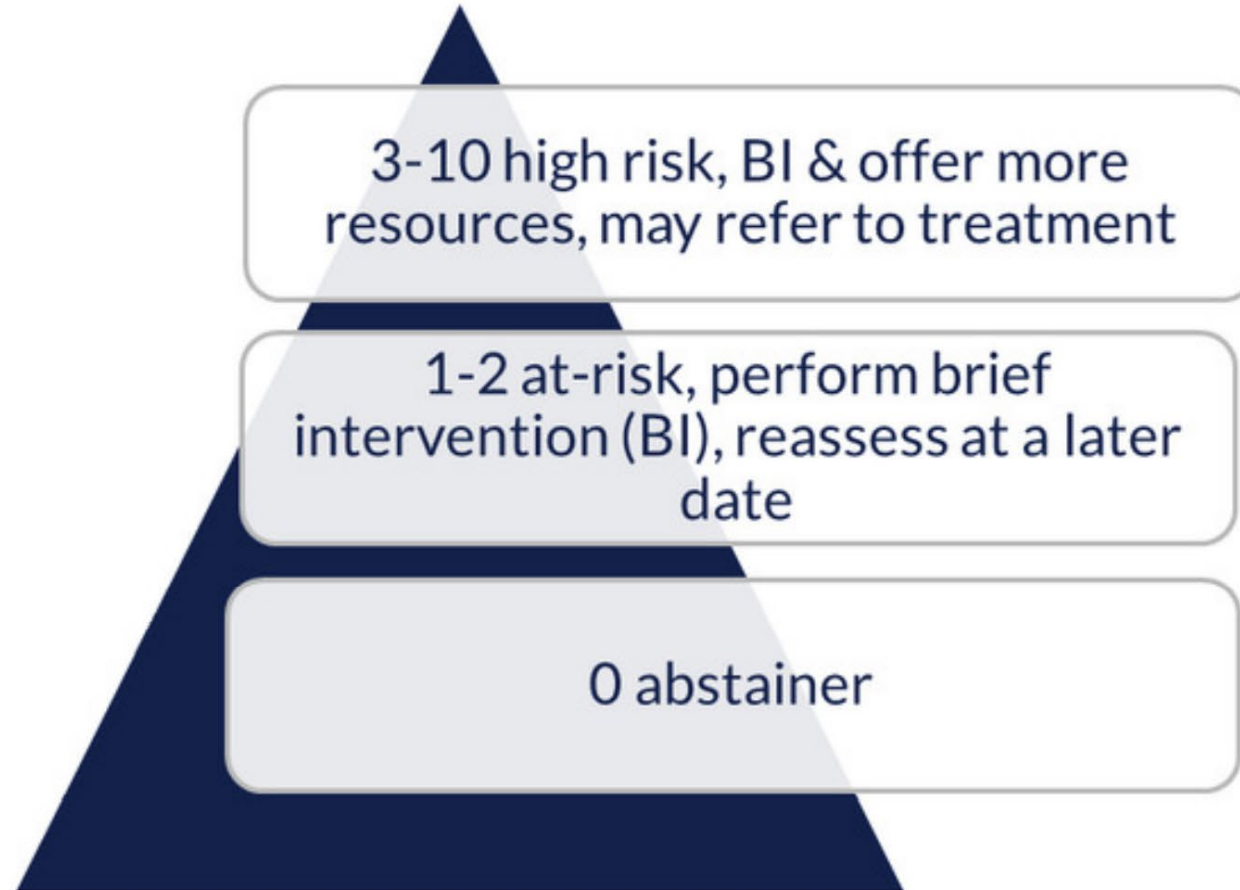 3-10 high risk, BI & offer more
resources, may refer to treatment
1-2 at-risk, perform brief
intervention (BI), reassess at a later
date
0 abstainer